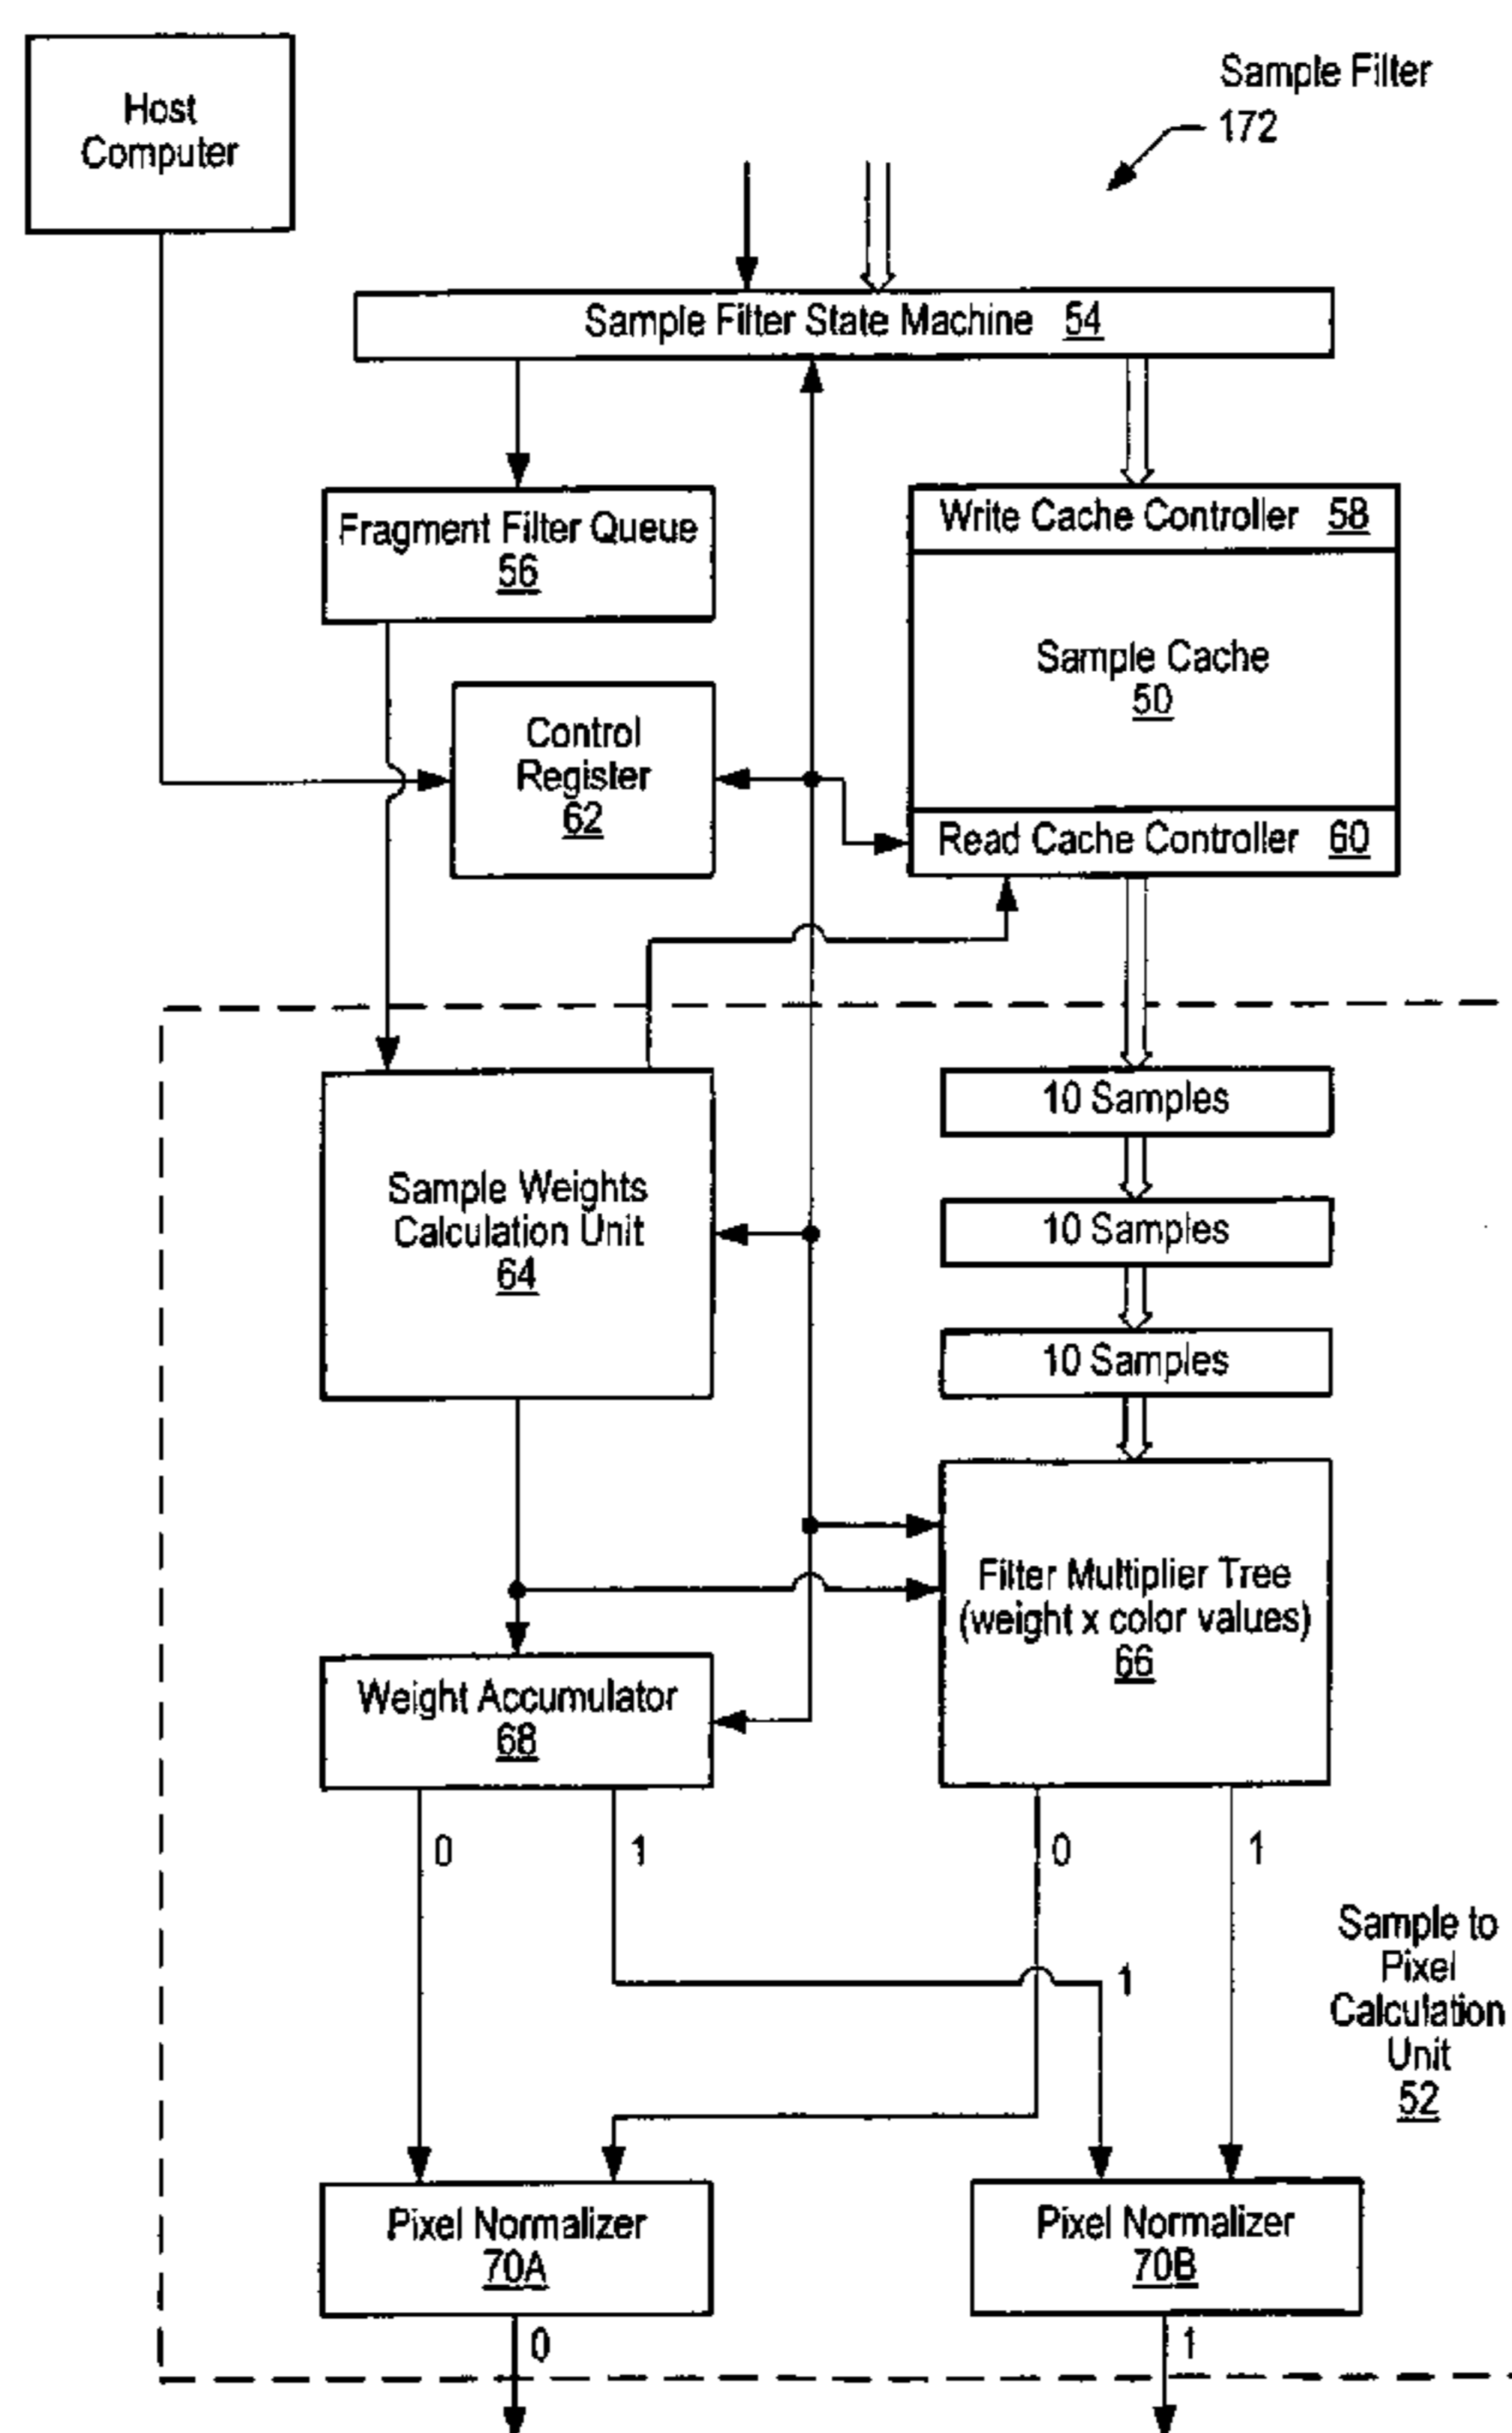 Host
Computer
Sample Filter
172
Sample Filter State Machine 54
Fragment Filter Queue
56
Write Cache Controller 58
Sample Cache
50
Control
Register
62
Read Cache Controller 60
10 Samples
Sample Weights
Calculation Unit
64
10 Samples
10 Samples
Filter Multiplier Tree
(weight x color values)
66
Weight Accumulator
68
0
1
0
1
Sample to
Pixel
Calculation
Unit
52
1
Pixel Normalizer
70A
Pixel Normalizer
70B
0
1